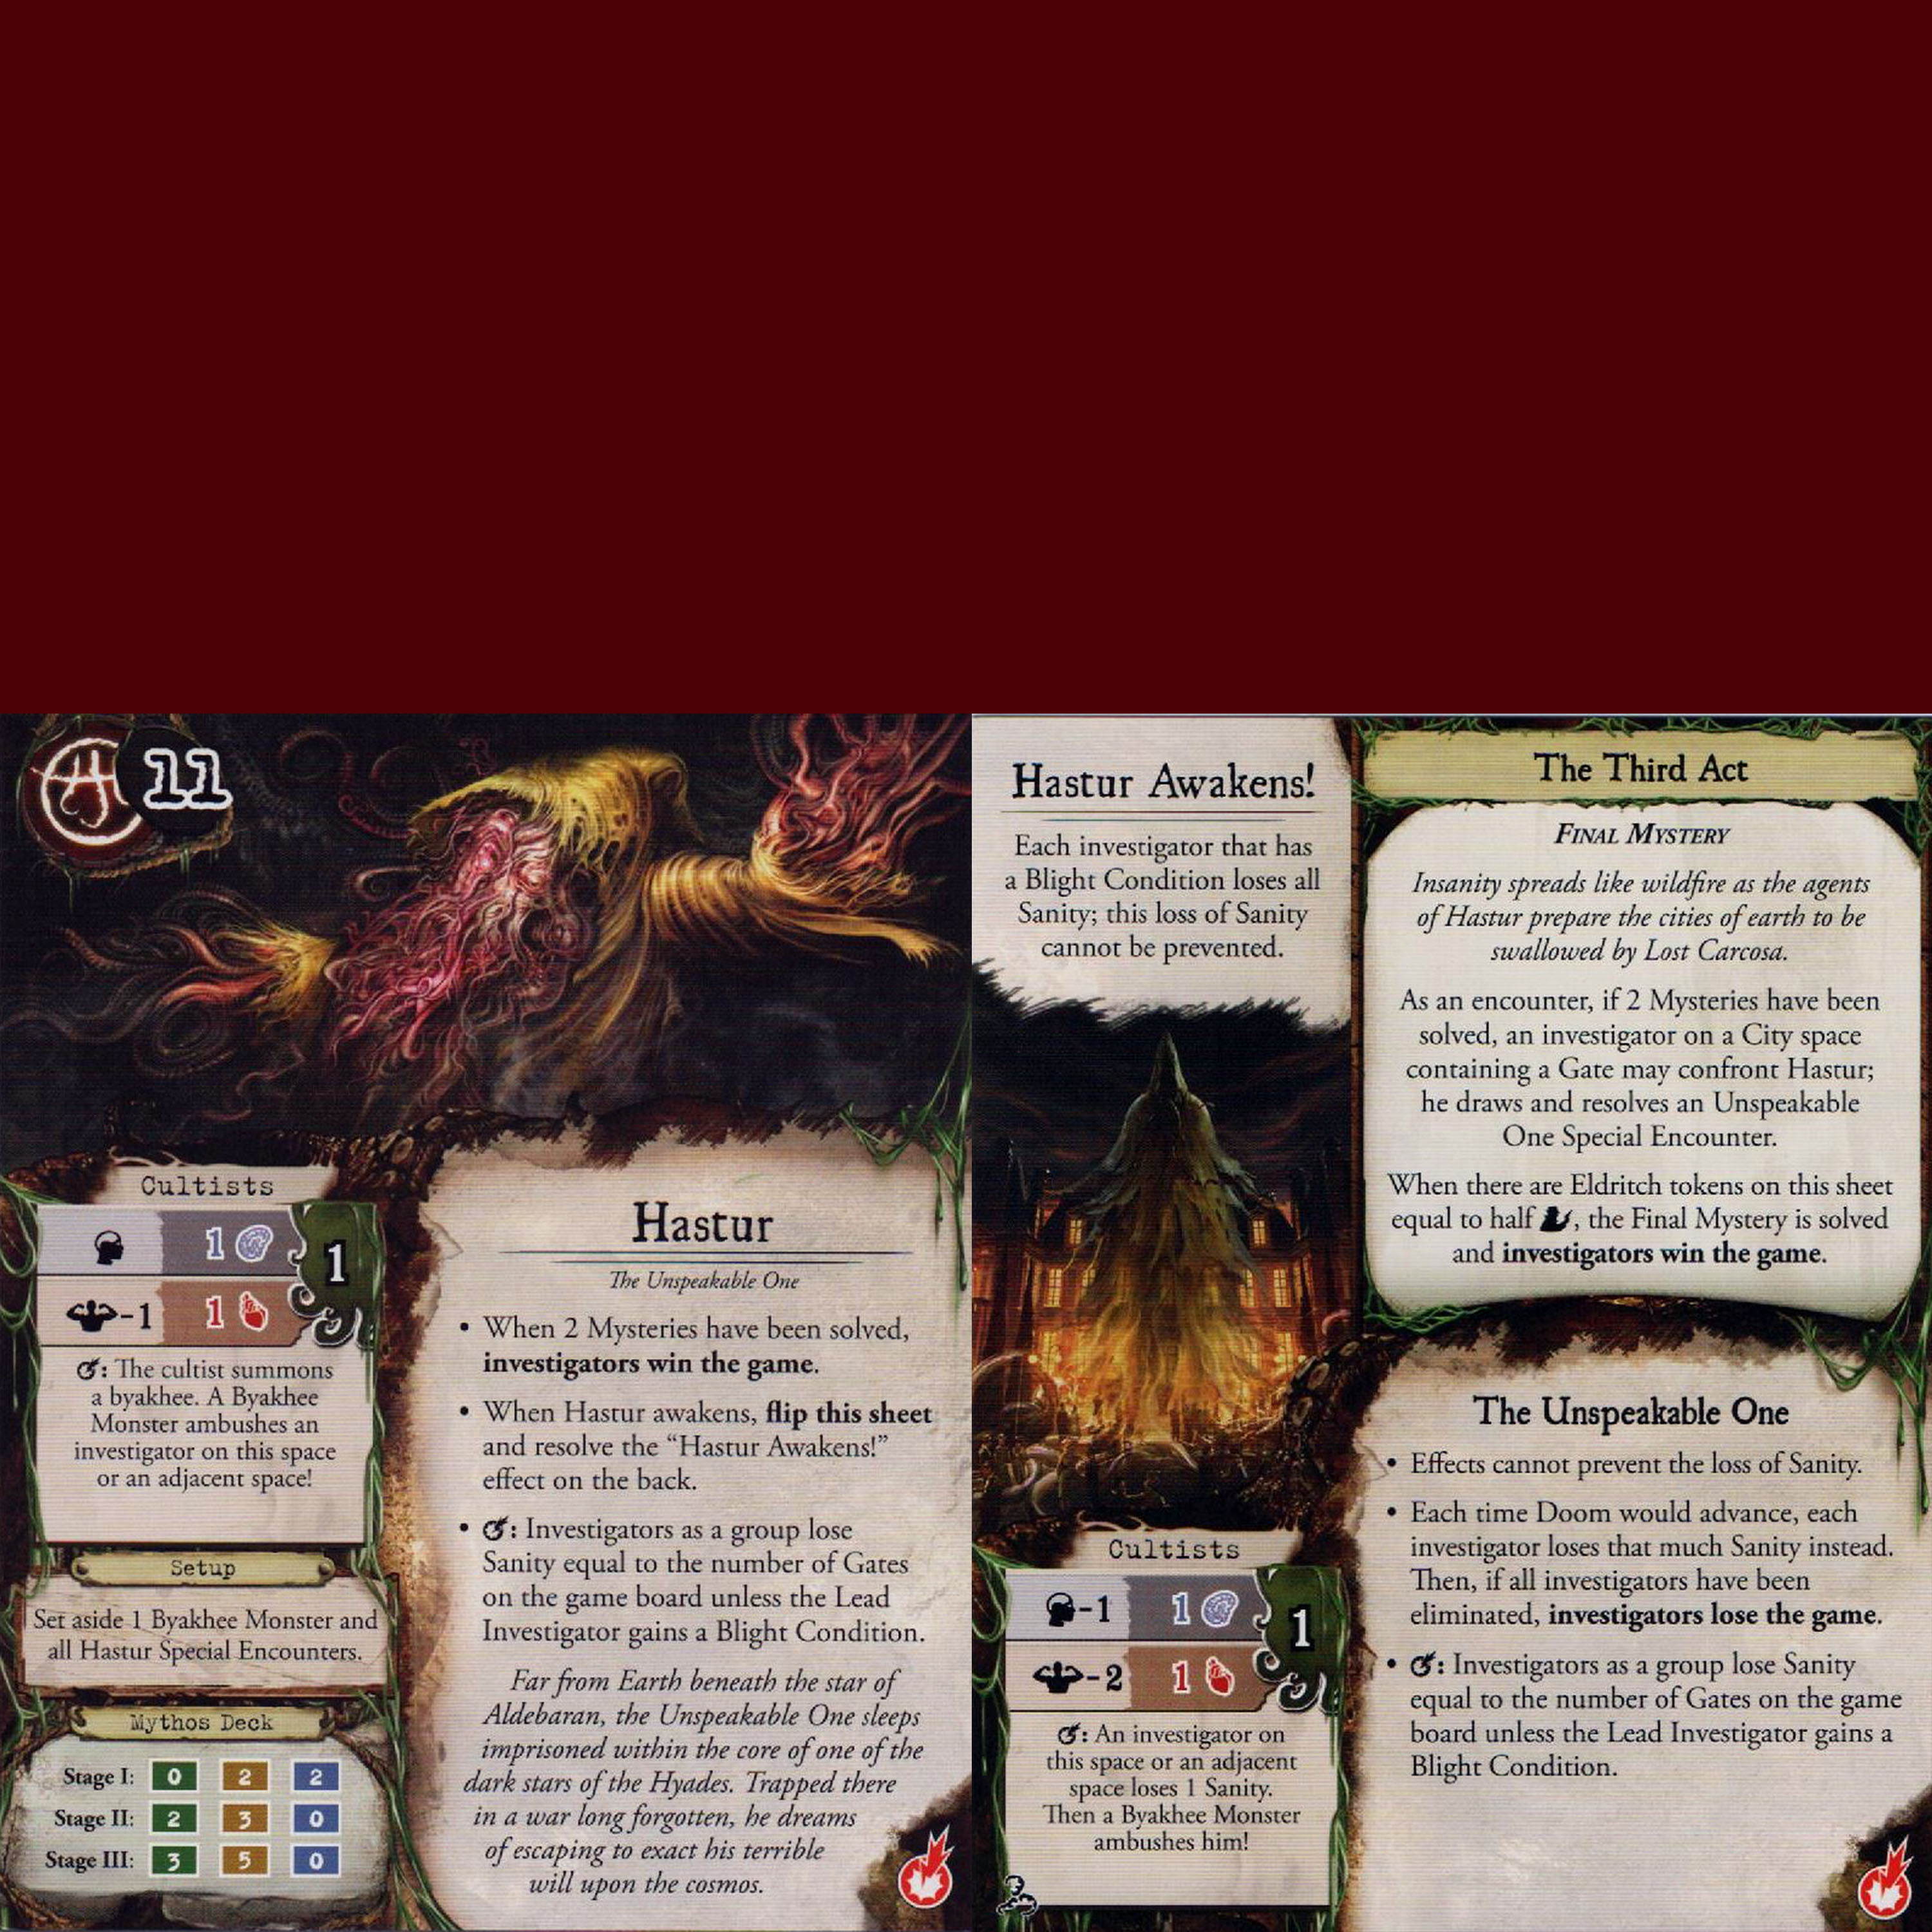 11
Cultists
1
1
-1
1
: The cultist summons
a byakhee. A Byakhee
Monster ambushes an
investigator on this space
or an adjacent space!
Setup
Set aside 1 Byakhee Monster and
all Hastur Special Encounters.
Mythos Deck
Stage I: 0 2 2
Stage II: 2 3 0
Stage III: 3 5 0
Hastur
The Unspeakable One
• When 2 Mysteries have been solved,
investigators win the game.
• When Hastur awakens, flip this sheet
and resolve the “Hastur Awakens!”
effect on the back.
• : Investigators as a group lose
Sanity equal to the number of Gates
on the game board unless the Lead
Investigator gains a Blight Condition.
Far from Earth beneath the star of
Aldebaran, the Unspeakable One sleeps
imprisoned within the core of one of the
dark stars of the Hyades. Trapped there
in a war long forgotten, he dreams
of escaping to exact his terrible
will upon the cosmos.
Hastur Awakens!
Each investigator that has
a Blight Condition loses all
Sanity; this loss of Sanity
cannot be prevented.
Cultists
-1 1
1
-2 1
: An investigator on
this space or an adjacent
space loses 1 Sanity.
Then a Byakhee Monster
ambushes him!
The Third Act
Final Mystery
Insanity spreads like wildfire as the agents
of Hastur prepare the cities of earth to be
swallowed by Lost Carcosa.
As an encounter, if 2 Mysteries have been
solved, an investigator on a City space
containing a Gate may confront Hastur;
he draws and resolves an Unspeakable
One Special Encounter.
When there are Eldritch tokens on this sheet
equal to half , the Final Mystery is solved
and investigators win the game.
The Unspeakable One
• Effects cannot prevent the loss of Sanity.
• Each time Doom would advance, each
investigator loses that much Sanity instead.
Then, if all investigators have been
eliminated, investigators lose the game.
• : Investigators as a group lose Sanity
equal to the number of Gates on the game
board unless the Lead Investigator gains a
Blight Condition.